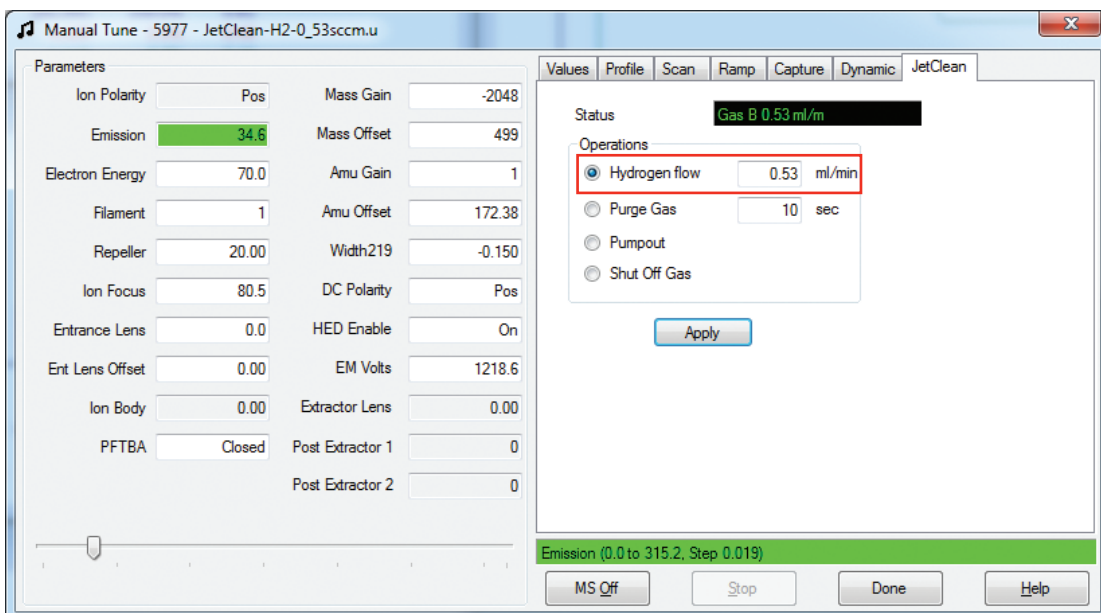 Manual Tune - 5977 - JetClean-H2-0_53sccm.u
x
Parameters
Ion Polarity Pos Mass Gain -2048
Emission 34.6 Mass Offset 499
Electron Energy 70.0 Amu Gain 1
Filament 1 Amu Offset 172.38
Repeller 20.00 Width219 -0.150
Ion Focus 80.5 DC Polarity Pos
Entrance Lens 0.0 HED Enable On
Ent Lens Offset 0.00 EM Volts 1218.6
Ion Body 0.00 Extractor Lens 0.00
PFTBA Closed Post Extractor 1 0
Post Extractor 2 0
Values Profile Scan Ramp Capture Dynamic JetClean
Status Gas B 0.53 ml/m
Operations
Hydrogen flow 0.53 ml/min
Purge Gas 10 sec
Pumpout
Shut Off Gas
Apply
Emission (0.0 to 315.2, Step 0.019)
MS Off Stop Done Help